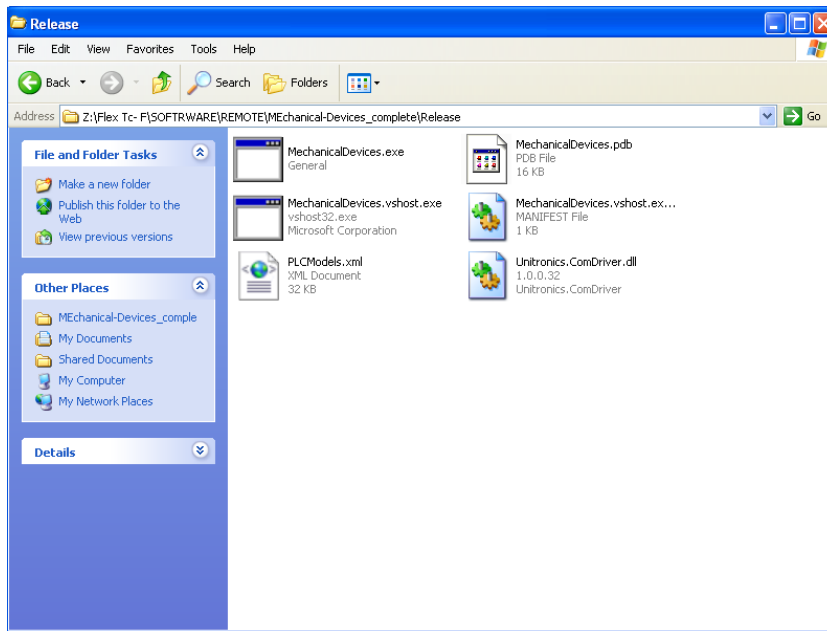 Release
File Edit View Favorites Tools Help
Back Search Folders
Address Z:\Flex Tc- F\SOFTRWARE\REMOTE\MEchanical-Devices_complete\Release Go
File and Folder Tasks
Make a new folder
Publish this folder to the
Web
View previous versions
Other Places
MEchanical-Devices_comple
My Documents
Shared Documents
My Computer
My Network Places
Details
MechanicalDevices.exe
General
MechanicalDevices.pdb
PDB File
16 KB
MechanicalDevices.vshost.exe
vshost32.exe
Microsoft Corporation
MechanicalDevices.vshost.ex...
MANIFEST File
1 KB
PLCModels.xml
XML Document
32 KB
Unitronics.ComDriver.dll
1.0.0.32
Unitronics.ComDriver